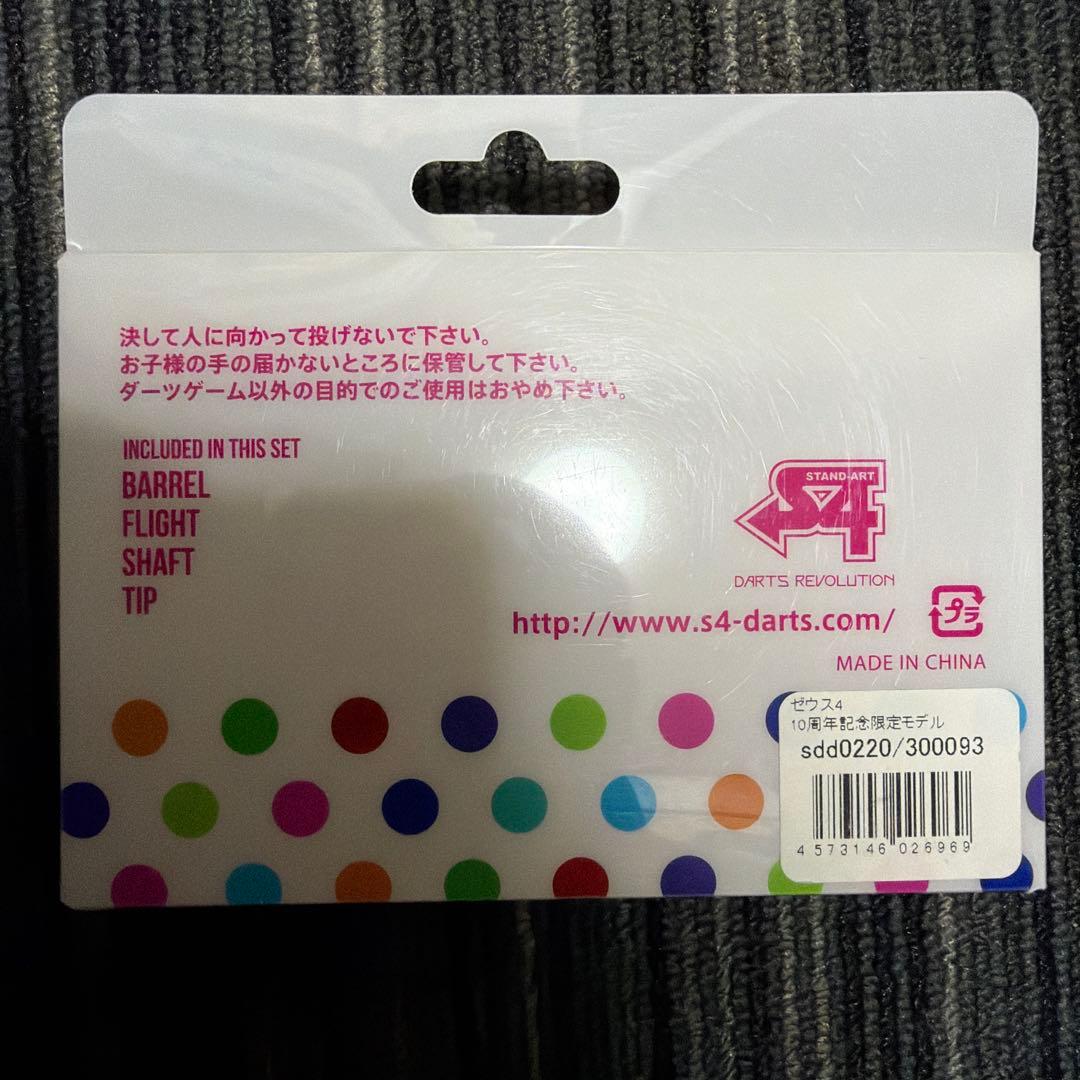 決して人に向かって投げないで下さい。
お子様の手の届かないところに保管して下さい。
ダーツゲーム以外の目的でのご使用はおやめ下さい。
INCLUDED IN THIS SET
BARREL
FLIGHT
SHAFT
TIP
STAND-ART
S4
DARTS REVOLUTION
http://www.s4-darts.com/
プラ
MADE IN CHINA
ゼウス4
10周年記念限定モデル
sdd0220/300093
4 573146 026969